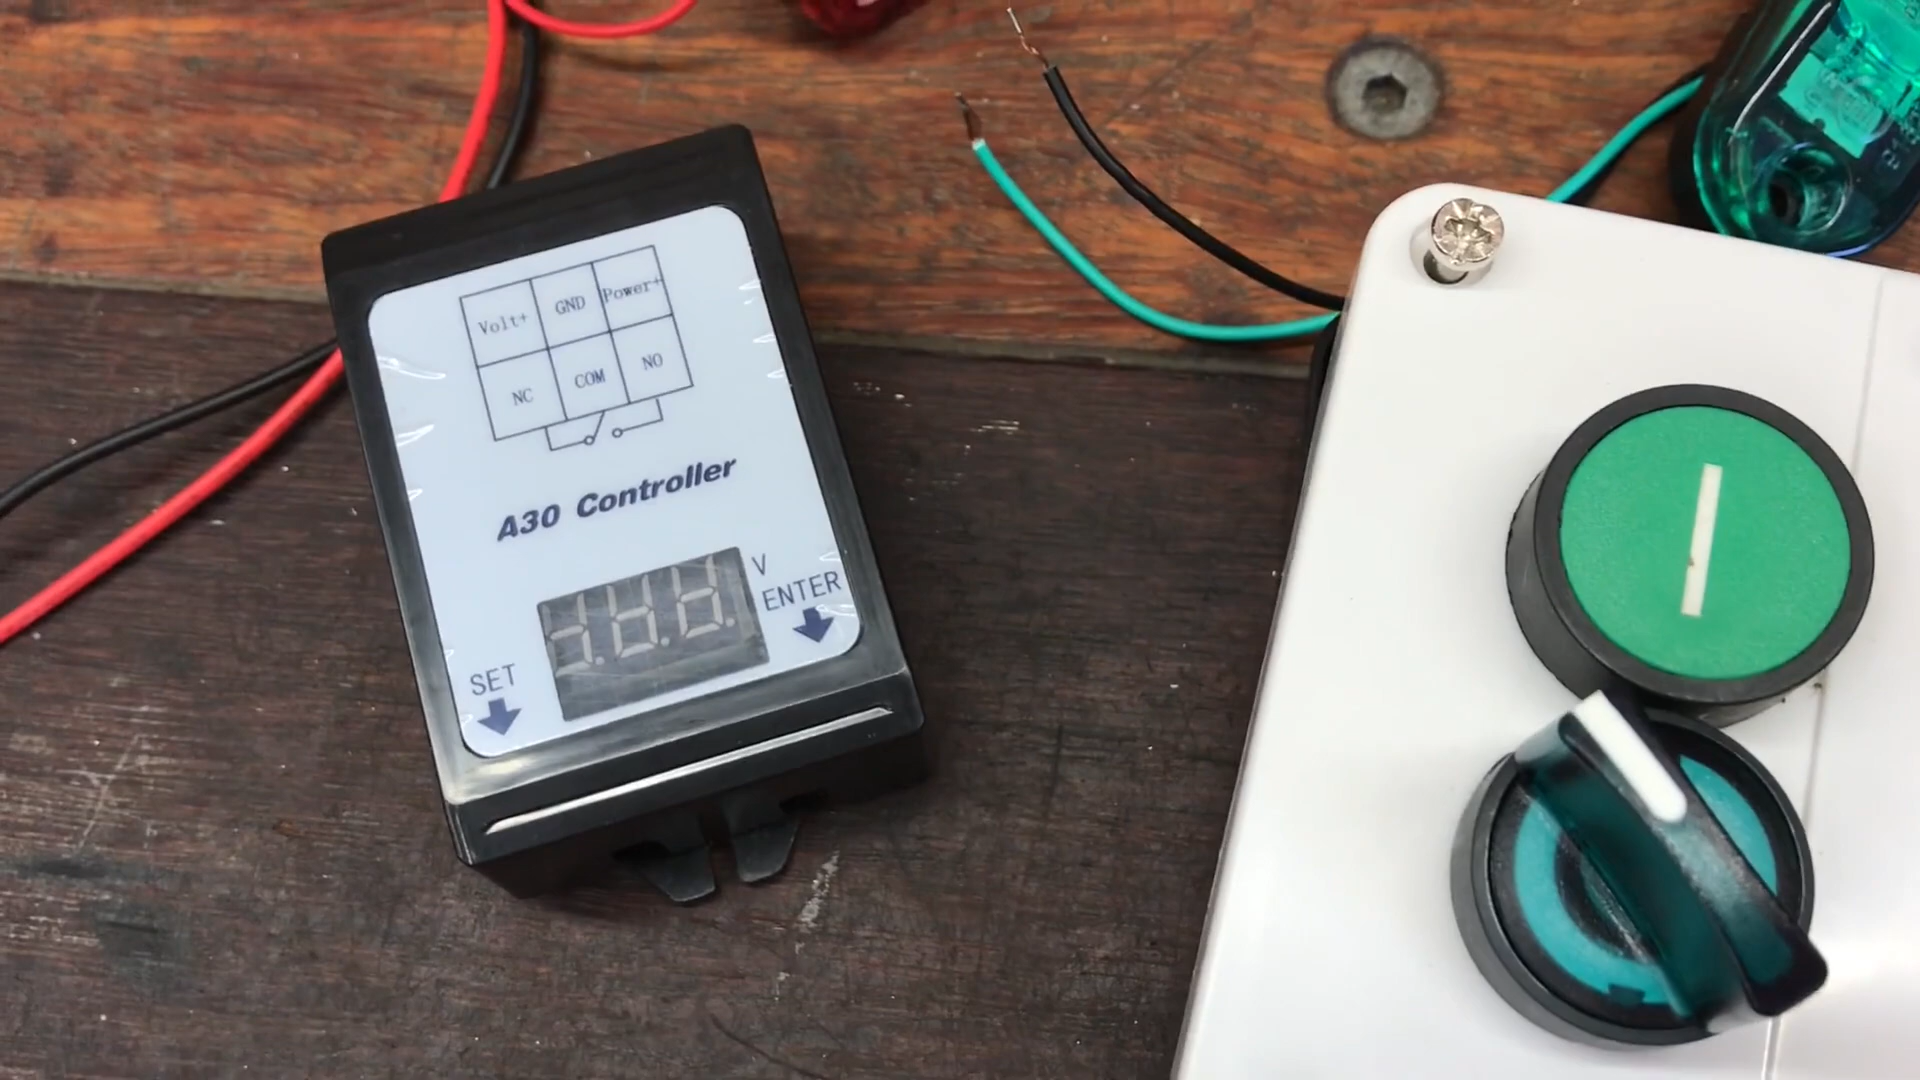 Volt+ GND Power+
NC COM NO
A30 Controller
V
ENTER
SET